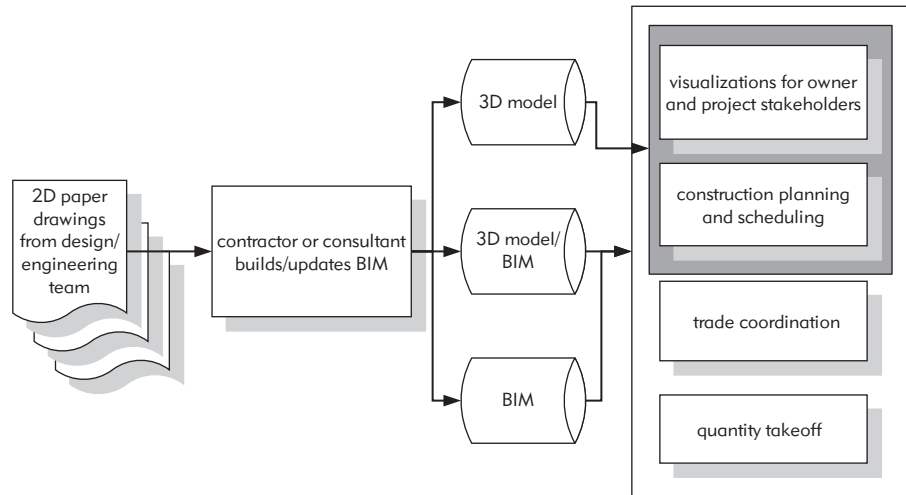 2D paper
drawings
from design/
engineering
team
contractor or consultant
builds/updates BIM
3D model
3D model/
BIM
BIM
visualizations for owner
and project stakeholders
construction planning
and scheduling
trade coordination
quantity takeoff